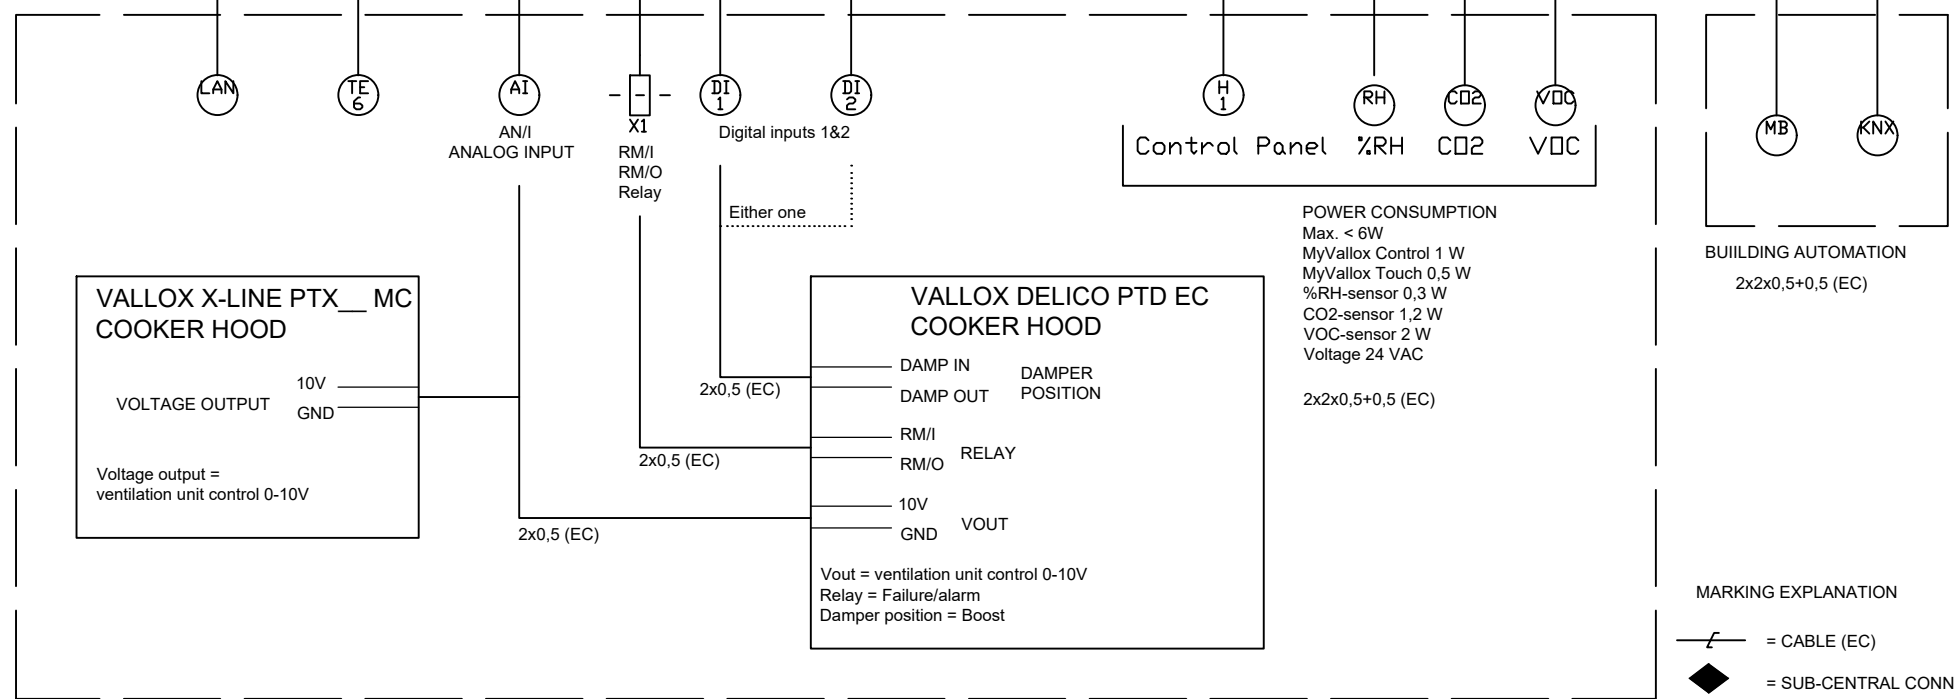 LAN
TE
6
AI
X1
DI
1
DI
2
H
1
RH
CO2
VOC
MB
KNX
AN/I
ANALOG INPUT
RM/I
RM/O
Relay
Digital inputs 1&2
Either one
Control Panel %RH CO2 VOC
POWER CONSUMPTION
Max. < 6W
MyVallox Control 1 W
MyVallox Touch 0,5 W
%RH-sensor 0,3 W
CO2-sensor 1,2 W
VOC-sensor 2 W
Voltage 24 VAC
2x2x0,5+0,5 (EC)
BUIILDING AUTOMATION
2x2x0,5+0,5 (EC)
VALLOX X-LINE PTX__ MC
COOKER HOOD
10V
VOLTAGE OUTPUT
GND
Voltage output =
ventilation unit control 0-10V
2x0,5 (EC)
2x0,5 (EC)
2x0,5 (EC)
VALLOX DELICO PTD EC
COOKER HOOD
DAMP IN
DAMP OUT
DAMPER
POSITION
RM/I
RM/O
RELAY
10V
GND
VOUT
Vout = ventilation unit control 0-10V
Relay = Failure/alarm
Damper position = Boost
MARKING EXPLANATION
= CABLE (EC)
= SUB-CENTRAL CONN